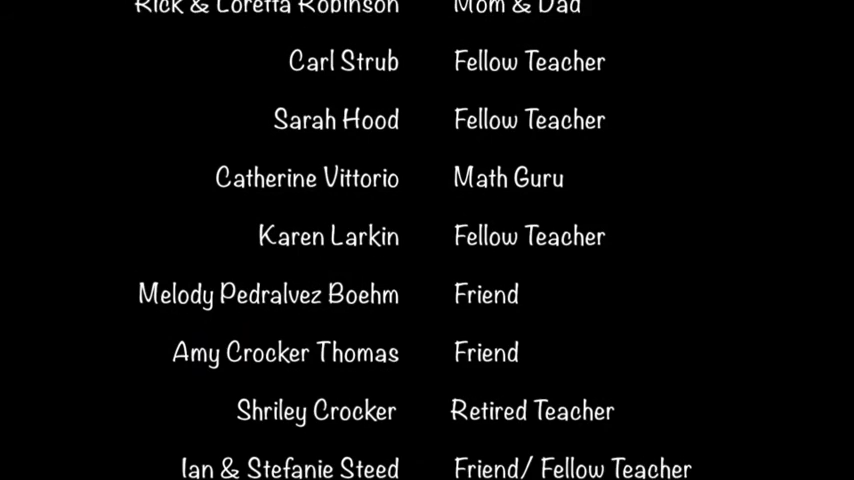 Rick & Loretta Robinson Mom & Dad
Carl Strub Fellow Teacher
Sarah Hood Fellow Teacher
Catherine Vittorio Math Guru
Karen Larkin Fellow Teacher
Melody Pedralvez Boehm Friend
Amy Crocker Thomas Friend
Shriley Crocker Retired Teacher
Ian & Stefanie Steed Friend/ Fellow Teacher